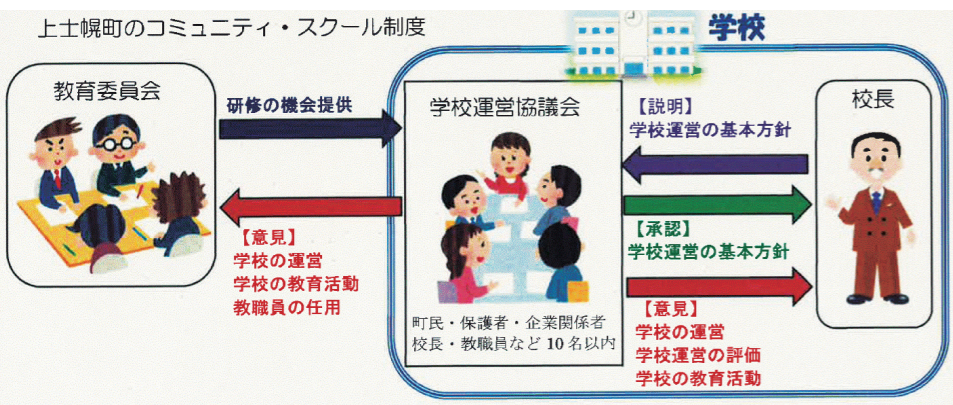 上士幌町のコミュニティ・スクール制度
学校
教育委員会
研修の機会提供
【意見】
学校の運営
学校の教育活動
教職員の任用
学校運営協議会
町民・保護者・企業関係者
校長・教職員など10名以内
【説明】
学校運営の基本方針
【承認】
学校運営の基本方針
【意見】
学校の運営
学校運営の評価
学校の教育活動
校長